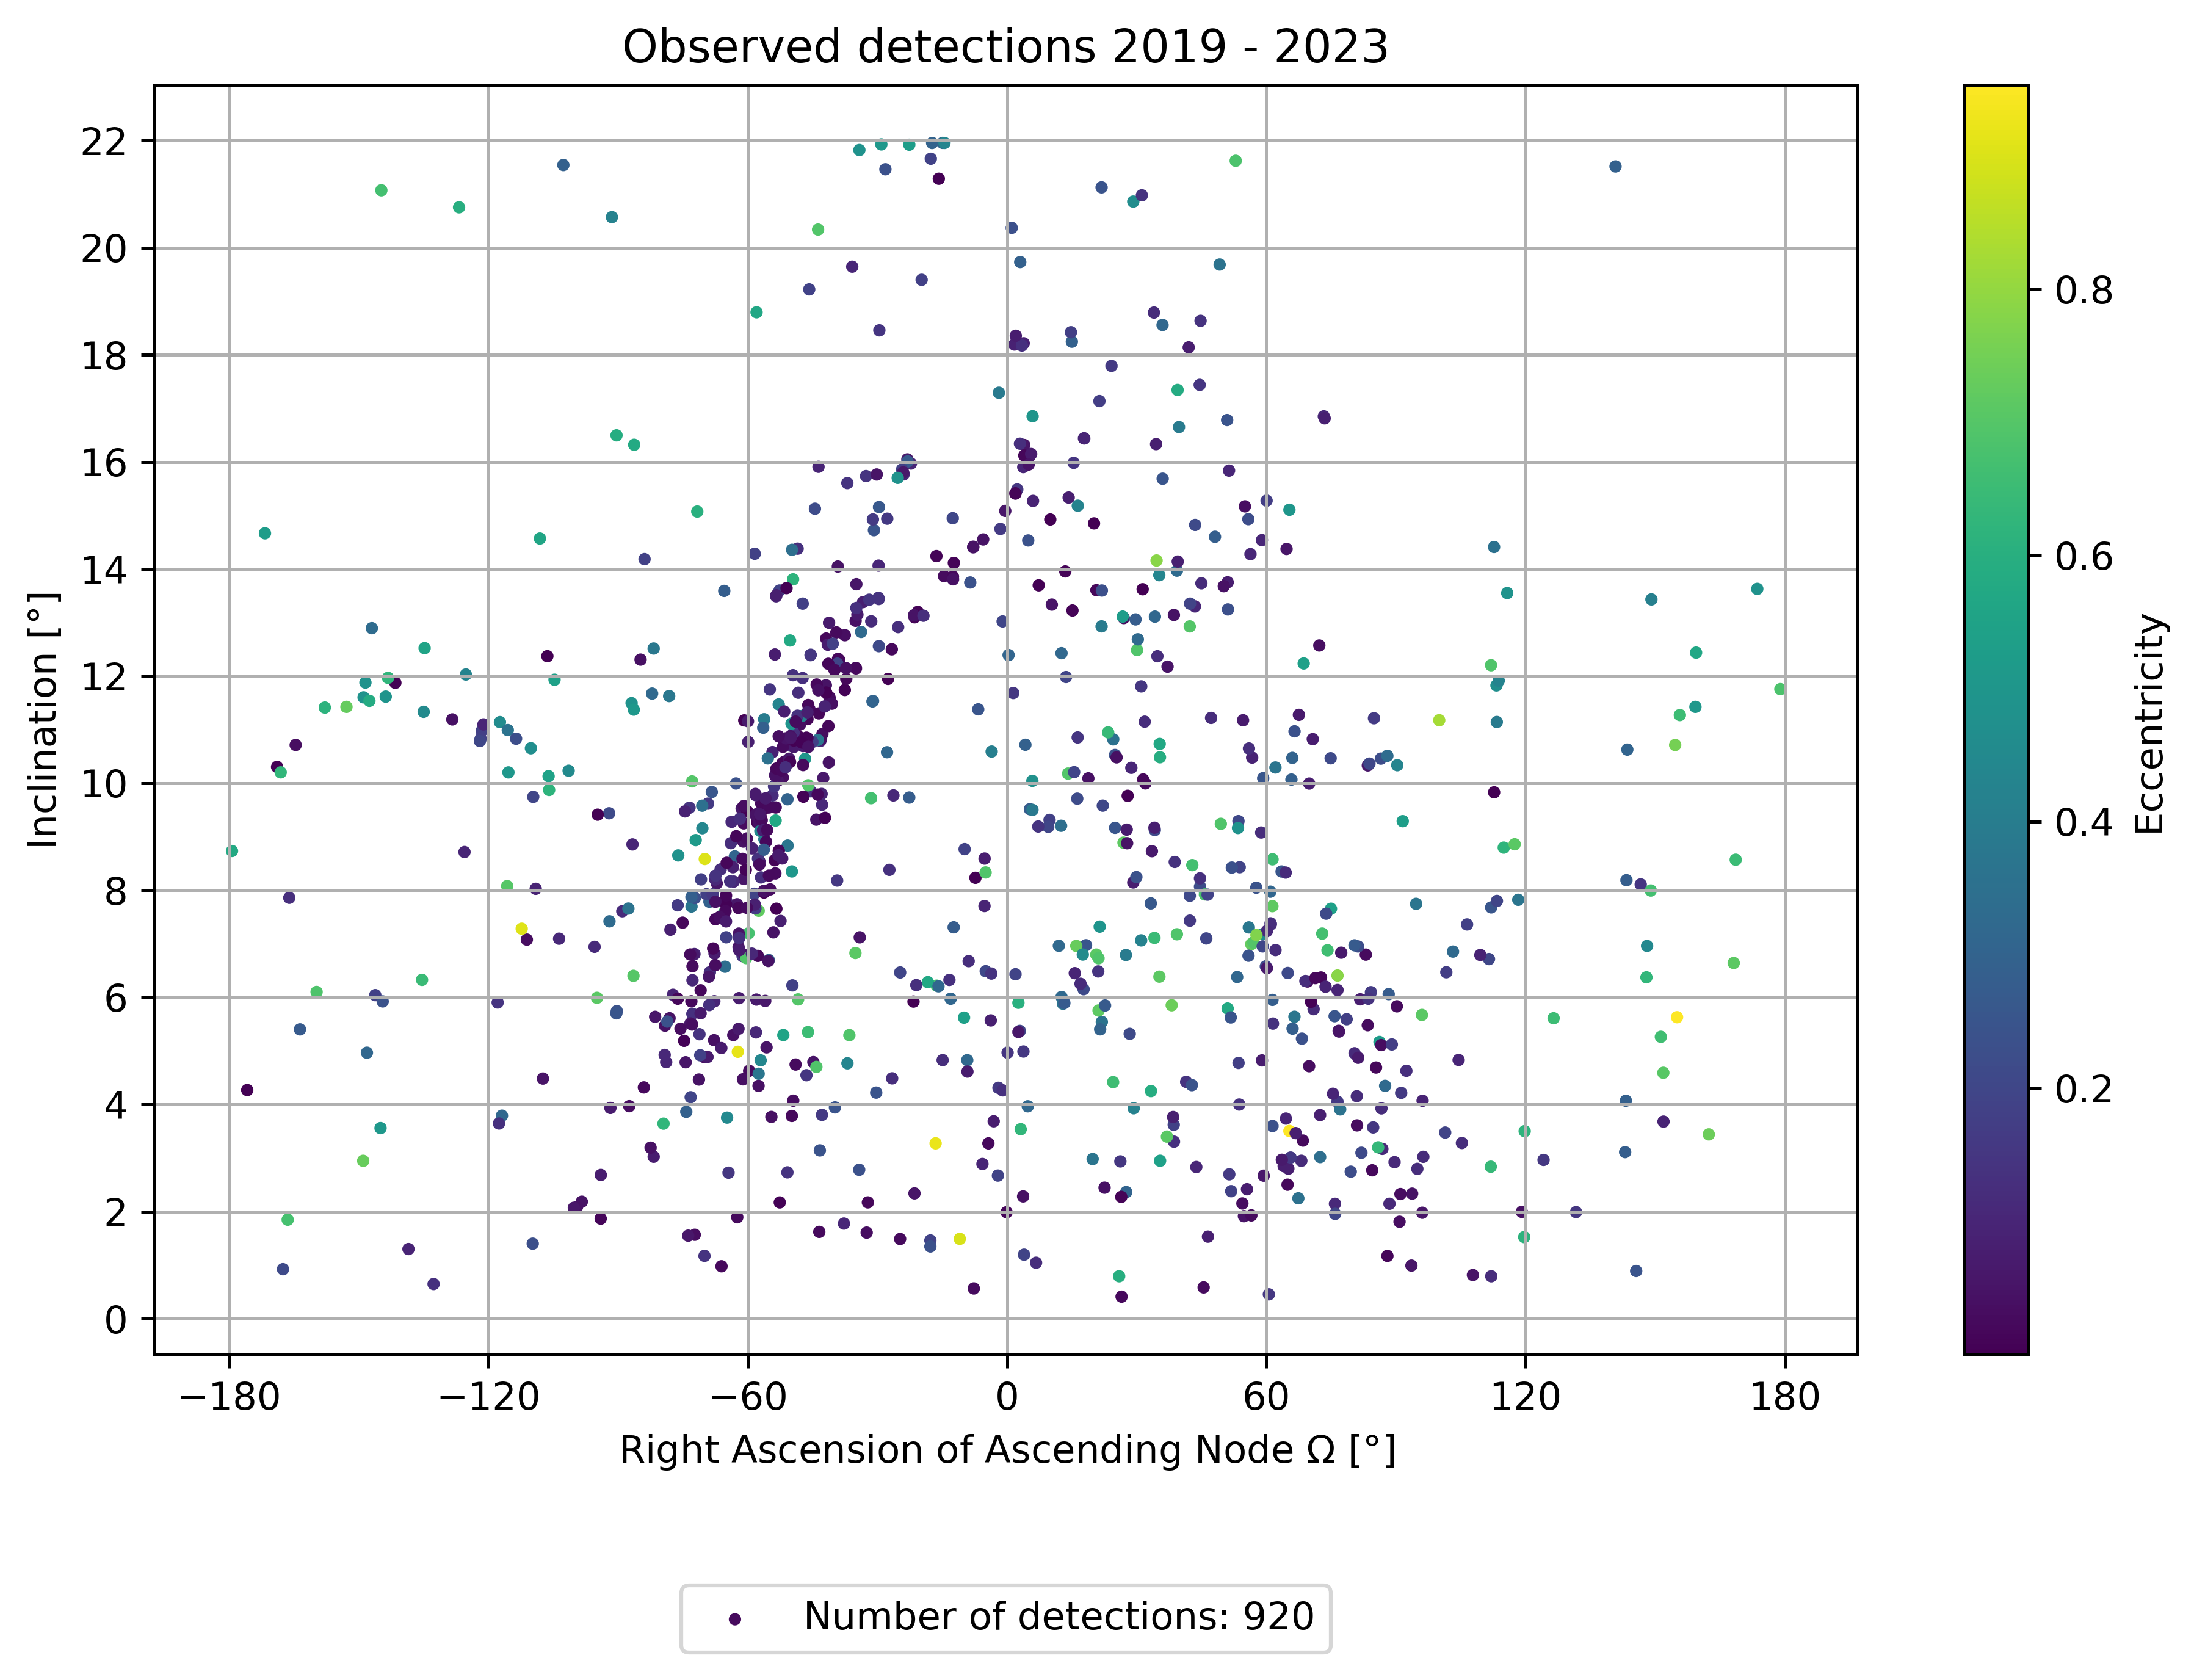 Observed detections 2019 - 2023
22
20
18
16
14
12
10
8
6
4
2
0
Inclination [°]
−180 −120 −60 0 60 120 180
Right Ascension of Ascending Node Ω [°]
0.8
0.6
0.4
0.2
Eccentricity
Number of detections: 920